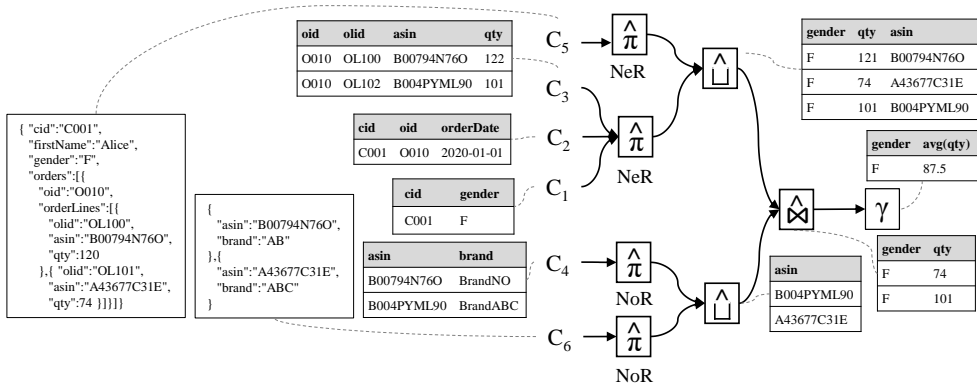 oid olid asin qty
O010 OL100 B00794N76O 122
O010 OL102 B004PYML90 101
cid oid orderDate
C001 O010 2020-01-01
cid gender
C001 F
asin brand
B00794N76O BrandNO
B004PYML90 BrandABC
{ "cid":"C001",
"firstName":"Alice",
"gender":"F",
"orders":[{
"oid":"O010",
"orderLines":[{
"olid":"OL100",
"asin":"B00794N76O",
"qty":120
},{ "olid":"OL101",
"asin":"A43677C31E",
"qty":74 }]}]}
{
"asin":"B00794N76O",
"brand":"AB"
},{
"asin":"A43677C31E",
"brand":"ABC"
}
C5
C3
C2
C1
C4
C6
π̂
NeR
π̂
NeR
π̂
NoR
π̂
NoR
⊔̂
⊔̂
⋈̂
γ
gender qty asin
F 121 B00794N76O
F 74 A43677C31E
F 101 B004PYML90
gender avg(qty)
F 87.5
gender qty
F 74
F 101
asin
B004PYML90
A43677C31E